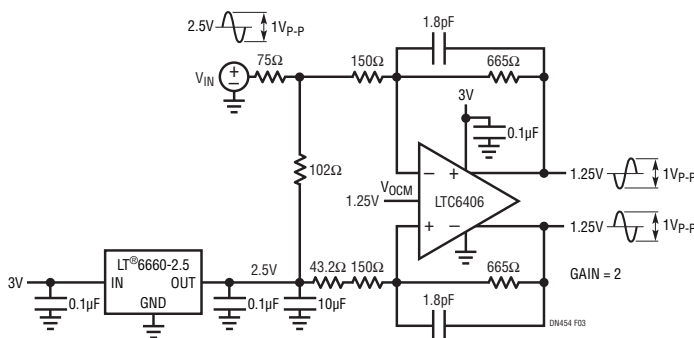 2.5V
1VP-P
1.8pF
75Ω
150Ω
665Ω
VIN
+
–
3V
0.1µF
102Ω
– +
1.25V
1VP-P
VOCM
1.25V
LTC6406
+ –
1.25V
1VP-P
LT®6660-2.5
2.5V
43.2Ω
150Ω
665Ω
GAIN = 2
3V
IN
OUT
GND
0.1µF
0.1µF
10µF
1.8pF
DN454 F03